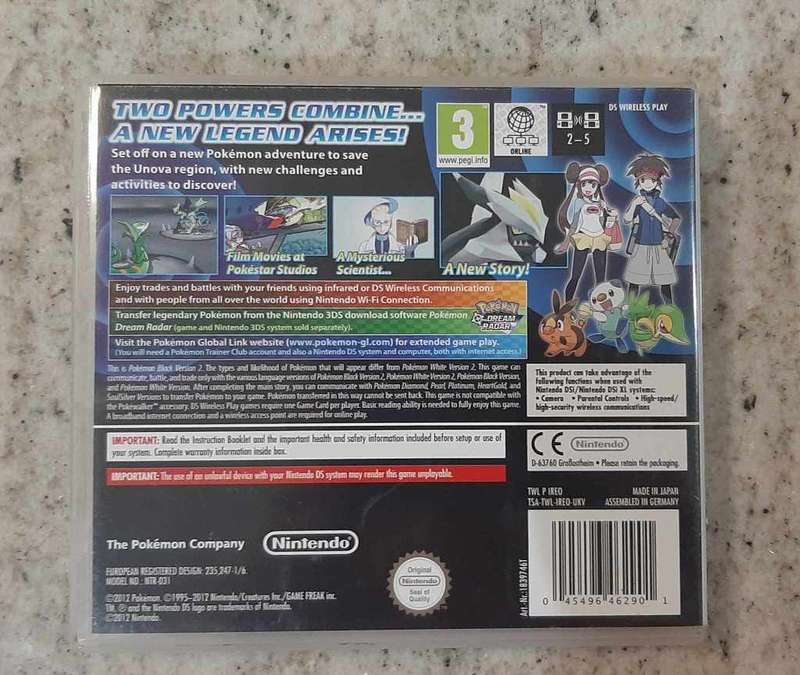 TWO POWERS COMBINE...
A NEW LEGEND ARISES!
Set off on a new Pokémon adventure to save
the Unova region, with new challenges and
activities to discover!
3
www.pegi.info
ONLINE
2-5
DS WIRELESS PLAY
Film Movies at
Pokéstar Studios
A Mysterious
Scientist...
A New Story!
Enjoy trades and battles with your friends using infrared or DS Wireless Communications
and with people from all over the world using Nintendo Wi-Fi Connection.
Transfer legendary Pokémon from the Nintendo 3DS download software Pokémon
Dream Radar (game and Nintendo 3DS system sold separately).
Pokémon
DREAM
RADAR
Visit the Pokémon Global Link website (www.pokemon-gl.com) for extended game play.
(You will need a Pokémon Trainer Club account and also a Nintendo DS system and computer, both with internet access.)
This is Pokémon Black Version 2. The types and likelihood of Pokémon that will appear differ from Pokémon White Version 2. This game can
communicate, battle, and trade only with the various language versions of Pokémon Black Version 2, Pokémon White Version 2, Pokémon Black Version,
and Pokémon White Version. After completing the main story, you can communicate with Pokémon Diamond, Pearl, Platinum, HeartGold, and
SoulSilver Versions to transfer Pokémon to your game. Pokémon transferred in this way cannot be sent back. This game is not compatible with
the Pokéwalker™ accessory. DS Wireless Play games require one Game Card per player. Basic reading ability is needed to fully enjoy this game.
A broadband internet connection and a wireless access point are required for online play.
This product can take advantage of the
following functions when used with
Nintendo DSi/Nintendo DSi XL systems:
• Camera • Parental Controls • High-speed/
high-security wireless communications
IMPORTANT: Read the Instruction Booklet and the important health and safety information included before setup or use of
your system. Complete warranty information inside box.
IMPORTANT: The use of an unlawful device with your Nintendo DS system may render this game unplayable.
CE Nintendo
D-63760 Großostheim • Please retain the packaging.
TWL P IREO
TSA-TWL-IREO-UKV
MADE IN JAPAN
ASSEMBLED IN GERMANY
The Pokémon Company
Nintendo®
EUROPEAN REGISTERED DESIGN: 235,247-1/6.
MODEL NO.: NTR-031
©2012 Pokémon. ©1995–2012 Nintendo/Creatures Inc./GAME FREAK inc.
TM, ® and the Nintendo DS logo are trademarks of Nintendo.
©2012 Nintendo.
Original
Nintendo
Seal of
Quality
Art.-Nr.: 1839746T
0 45496 46290 1